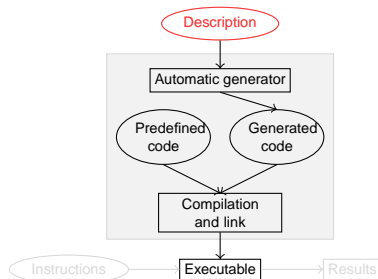 Description
Automatic generator
Predefined
code
Generated
code
Compilation
and link
Instructions
Executable
Results